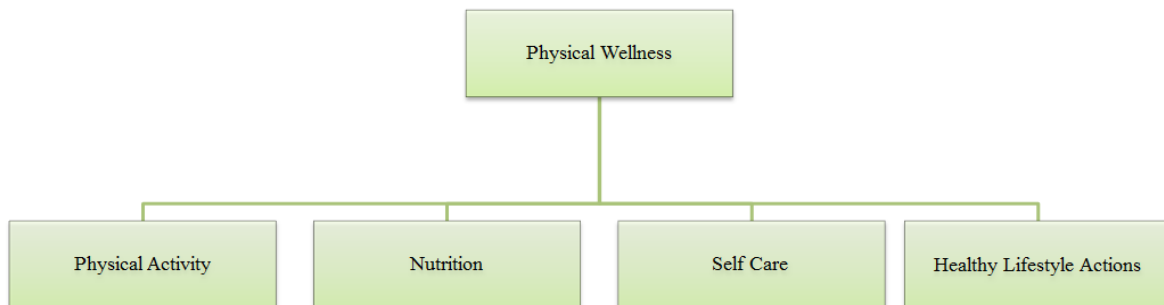 Physical Wellness
Physical Activity
Nutrition
Self Care
Healthy Lifestyle Actions